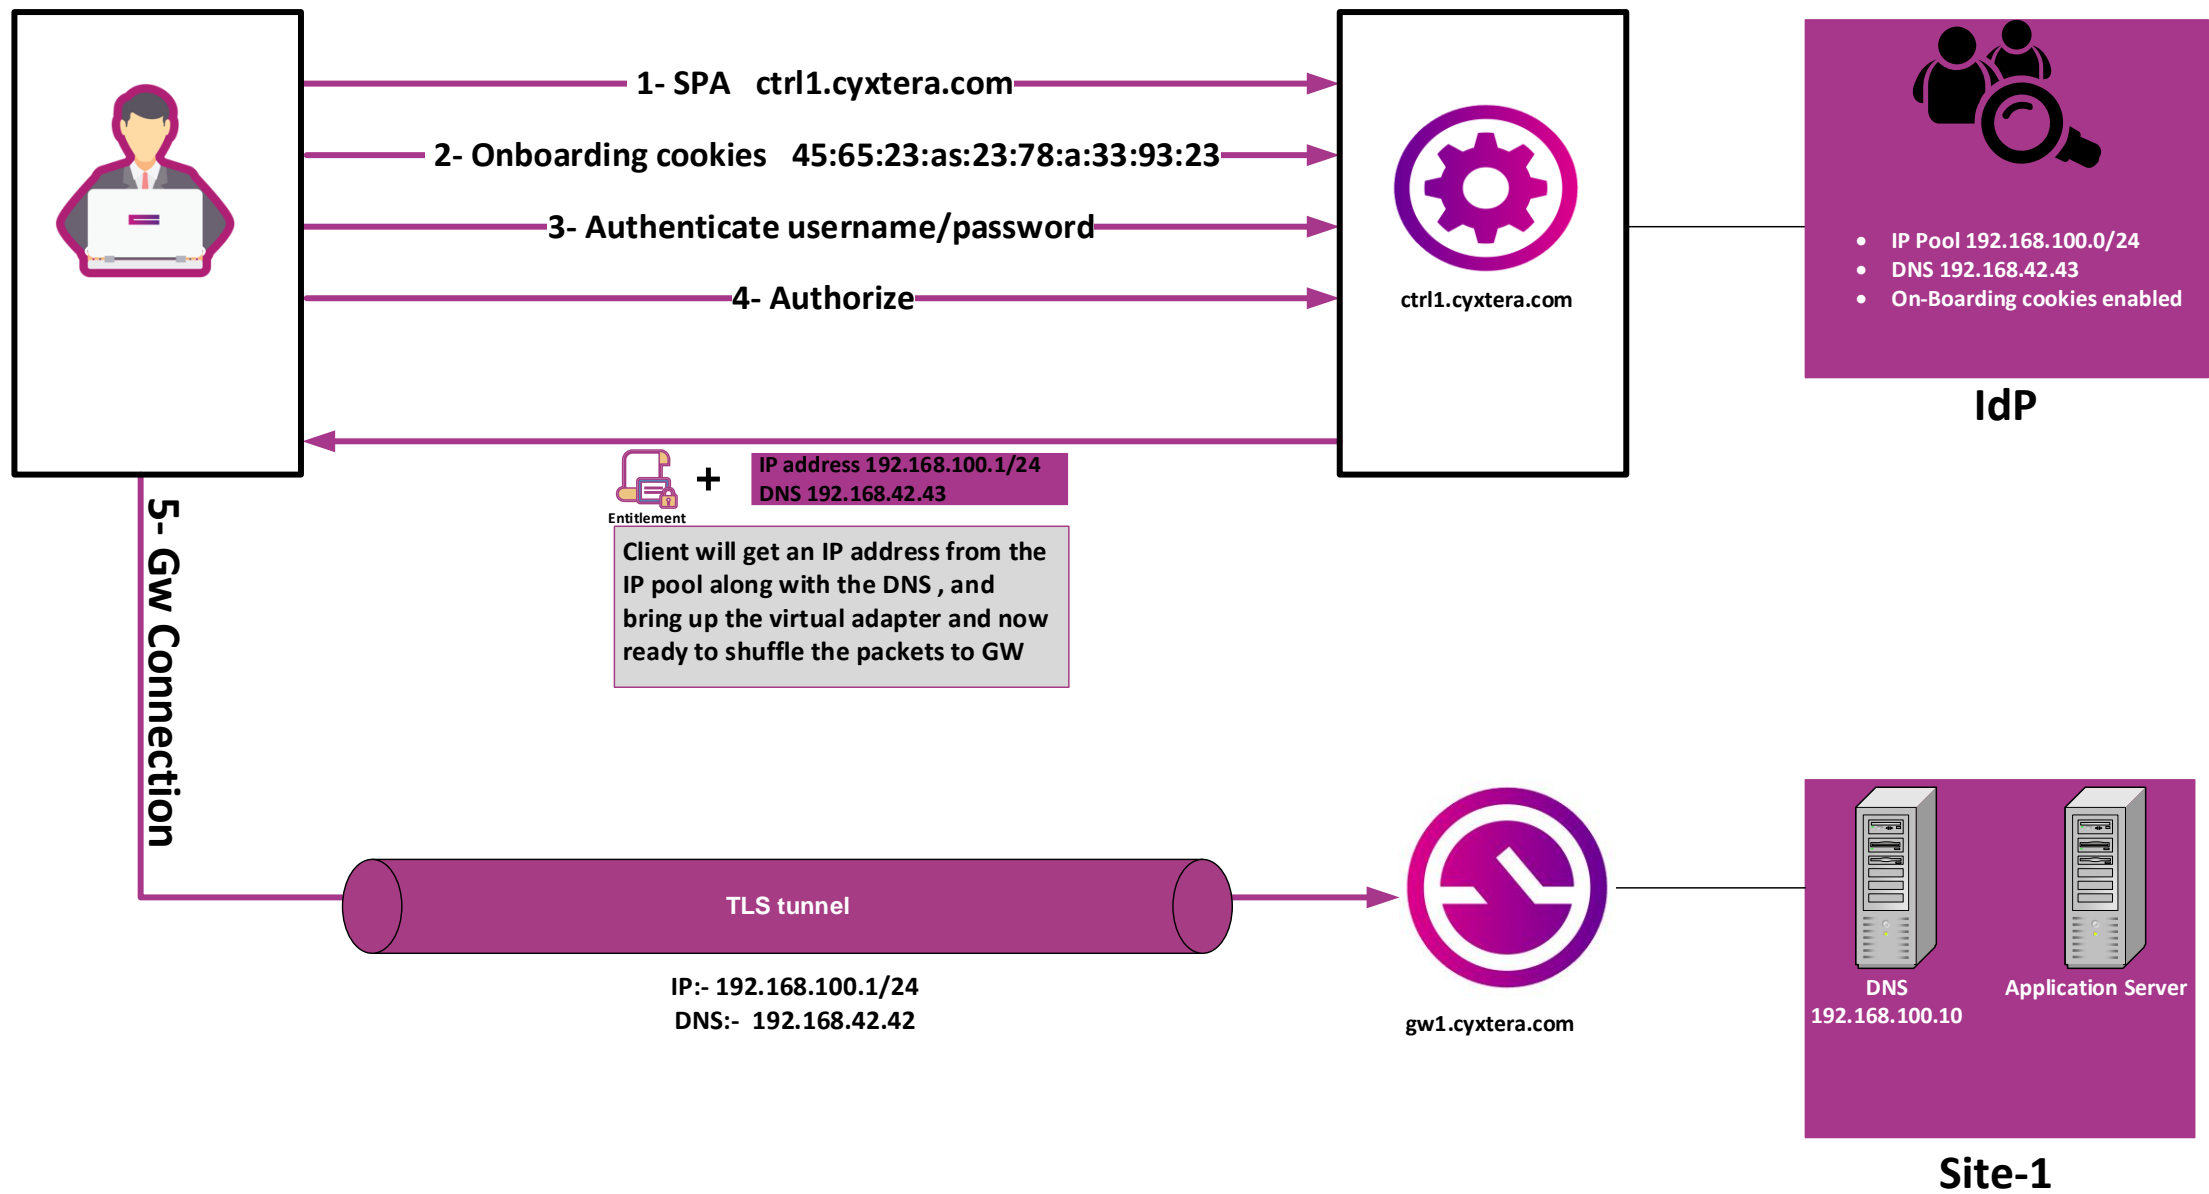 1- SPA ctrl1.cyxtera.com
2- Onboarding cookies 45:65:23:as:23:78:a:33:93:23
3- Authenticate username/password
4- Authorize
ctrl1.cyxtera.com
• IP Pool 192.168.100.0/24
• DNS 192.168.42.43
• On-Boarding cookies enabled
IdP
Entitlement
+
IP address 192.168.100.1/24
DNS 192.168.42.43
Client will get an IP address from the
IP pool along with the DNS , and
bring up the virtual adapter and now
ready to shuffle the packets to GW
5- Gw Connection
TLS tunnel
IP:- 192.168.100.1/24
DNS:- 192.168.42.42
gw1.cyxtera.com
DNS
192.168.100.10
Application Server
Site-1